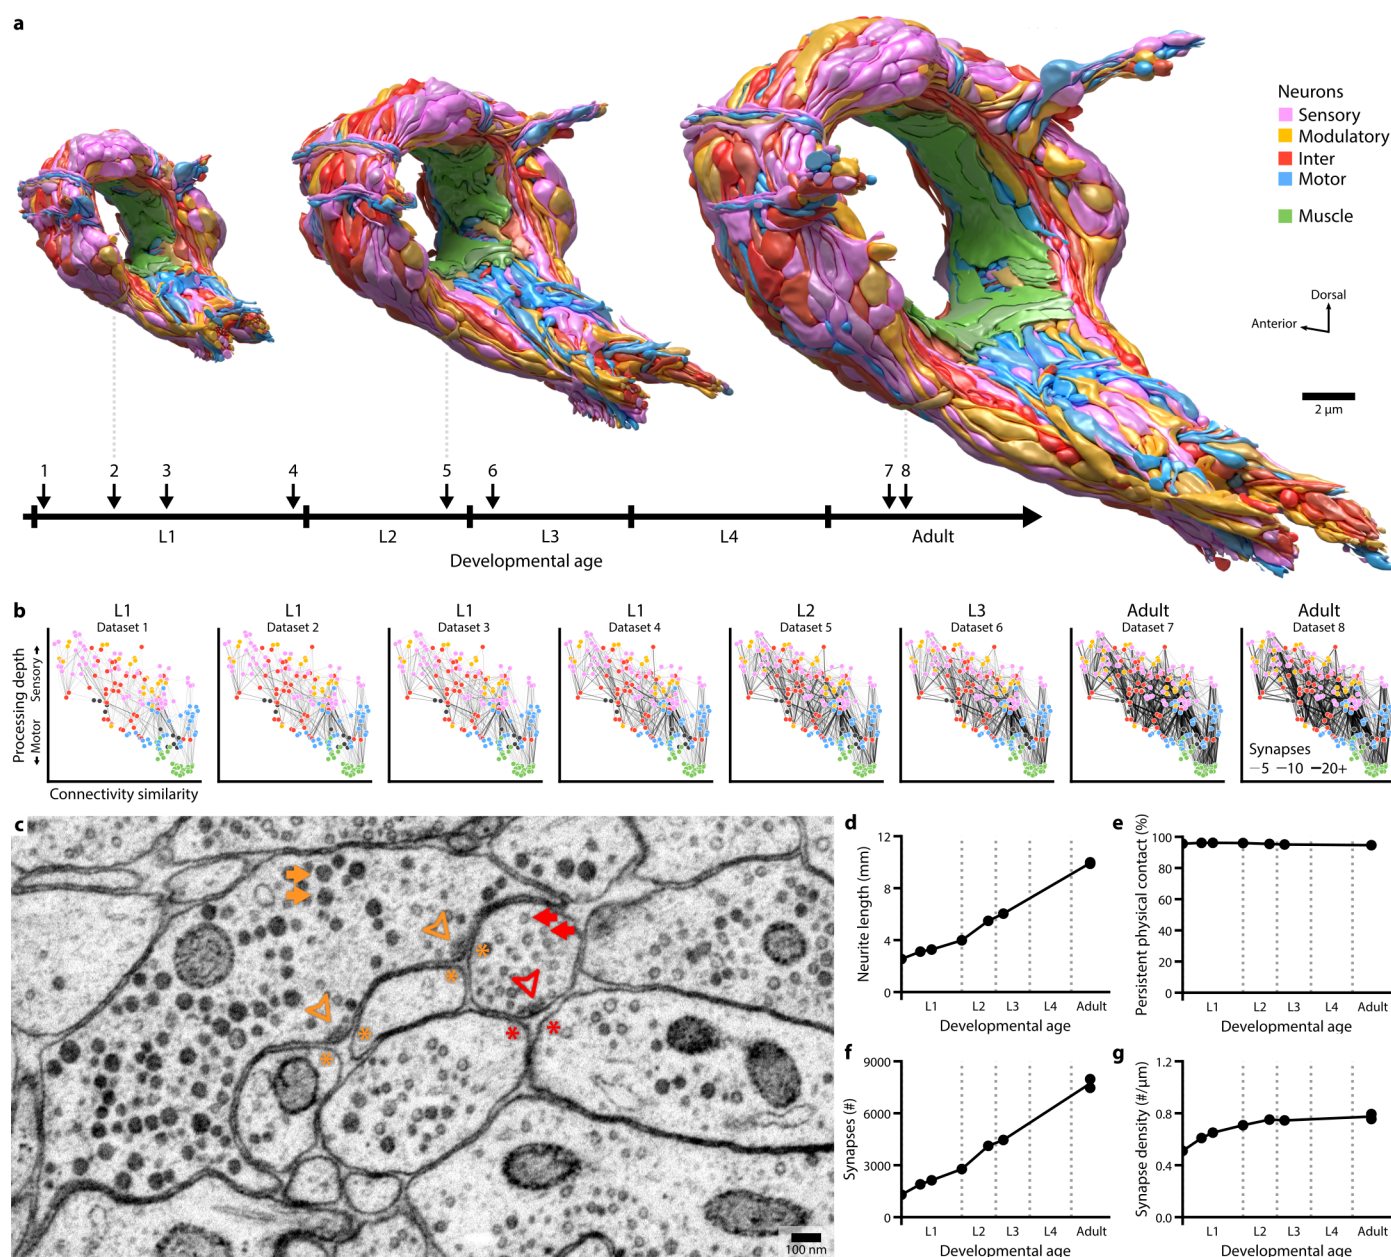 a
Neurons
Sensory
Modulatory
Inter
Motor
Muscle
Dorsal
Anterior
2 µm
1 2 3 4 5 6 7 8
L1 L2 L3 L4 Adult
Developmental age
b
L1 L1 L1 L1 L2 L3 Adult Adult
Dataset 1 Dataset 2 Dataset 3 Dataset 4 Dataset 5 Dataset 6 Dataset 7 Dataset 8
Processing depth
Motor Sensory
Synapses
5 10 20+
Connectivity similarity
c
* * * *
* * * *
100 nm
d
Neurite length (mm)
12
8
4
0
L1 L2 L3 L4 Adult
Developmental age
e
Persistent physical contact (%)
100
80
60
40
20
0
L1 L2 L3 L4 Adult
Developmental age
f
Synapses (#)
9000
6000
3000
0
L1 L2 L3 L4 Adult
Developmental age
g
Synapse density (#/µm)
1.2
0.8
0.4
0.0
L1 L2 L3 L4 Adult
Developmental age